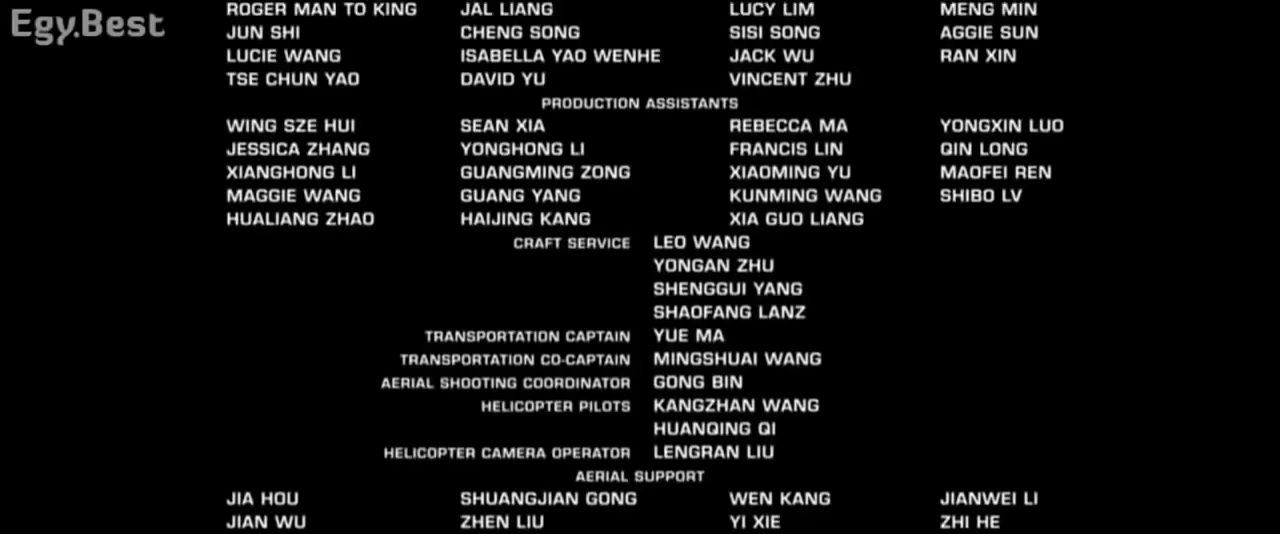 Egy.Best
ROGER MAN TO KING JAL LIANG LUCY LIM MENG MIN
JUN SHI CHENG SONG SISI SONG AGGIE SUN
LUCIE WANG ISABELLA YAO WENHE JACK WU RAN XIN
TSE CHUN YAO DAVID YU VINCENT ZHU
PRODUCTION ASSISTANTS
WING SZE HUI SEAN XIA REBECCA MA YONGXIN LUO
JESSICA ZHANG YONGHONG LI FRANCIS LIN QIN LONG
XIANGHONG LI GUANGMING ZONG XIAOMING YU MAOFEI REN
MAGGIE WANG GUANG YANG KUNMING WANG SHIBO LV
HUALIANG ZHAO HAIJING KANG XIA GUO LIANG
CRAFT SERVICE LEO WANG
YONGAN ZHU
SHENGGUI YANG
SHAOFANG LANZ
TRANSPORTATION CAPTAIN YUE MA
TRANSPORTATION CO-CAPTAIN MINGSHUAI WANG
AERIAL SHOOTING COORDINATOR GONG BIN
HELICOPTER PILOTS KANGZHAN WANG
HUANQING QI
HELICOPTER CAMERA OPERATOR LENGRAN LIU
AERIAL SUPPORT
JIA HOU SHUANGJIAN GONG WEN KANG JIANWEI LI
JIAN WU ZHEN LIU YI XIE ZHI HE